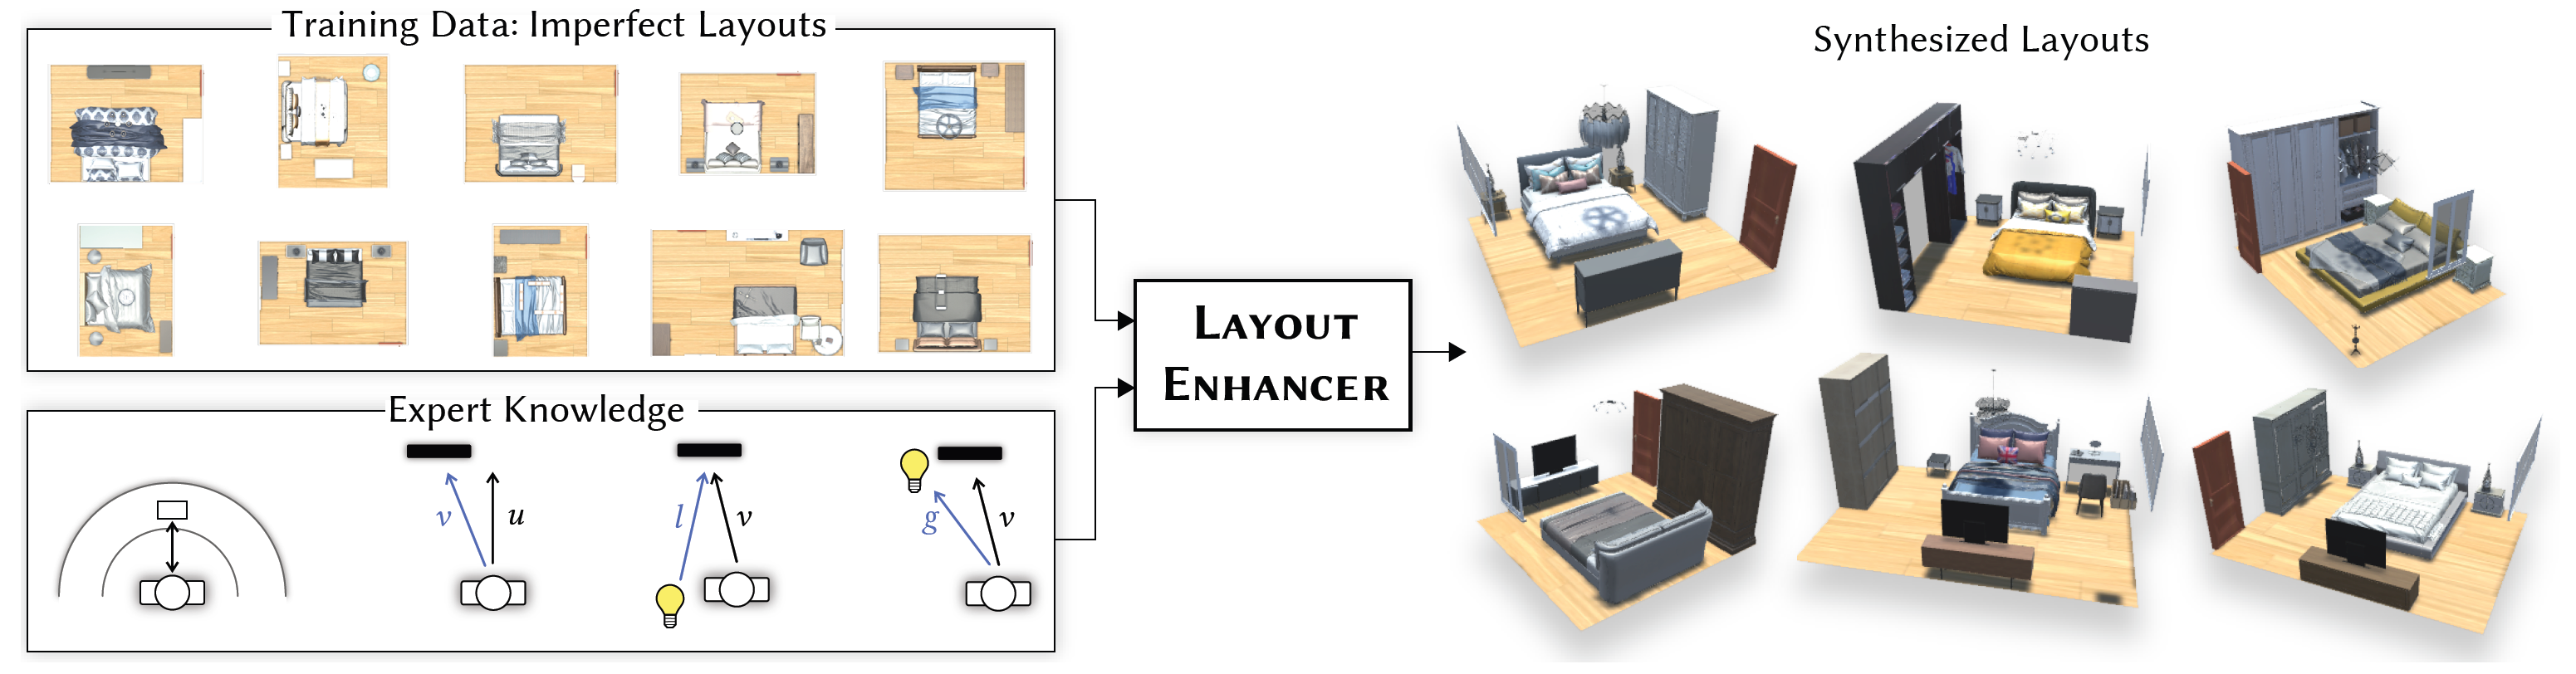 Training Data: Imperfect Layouts
Expert Knowledge
v
u
l
v
g
v
LAYOUT
ENHANCER
Synthesized Layouts